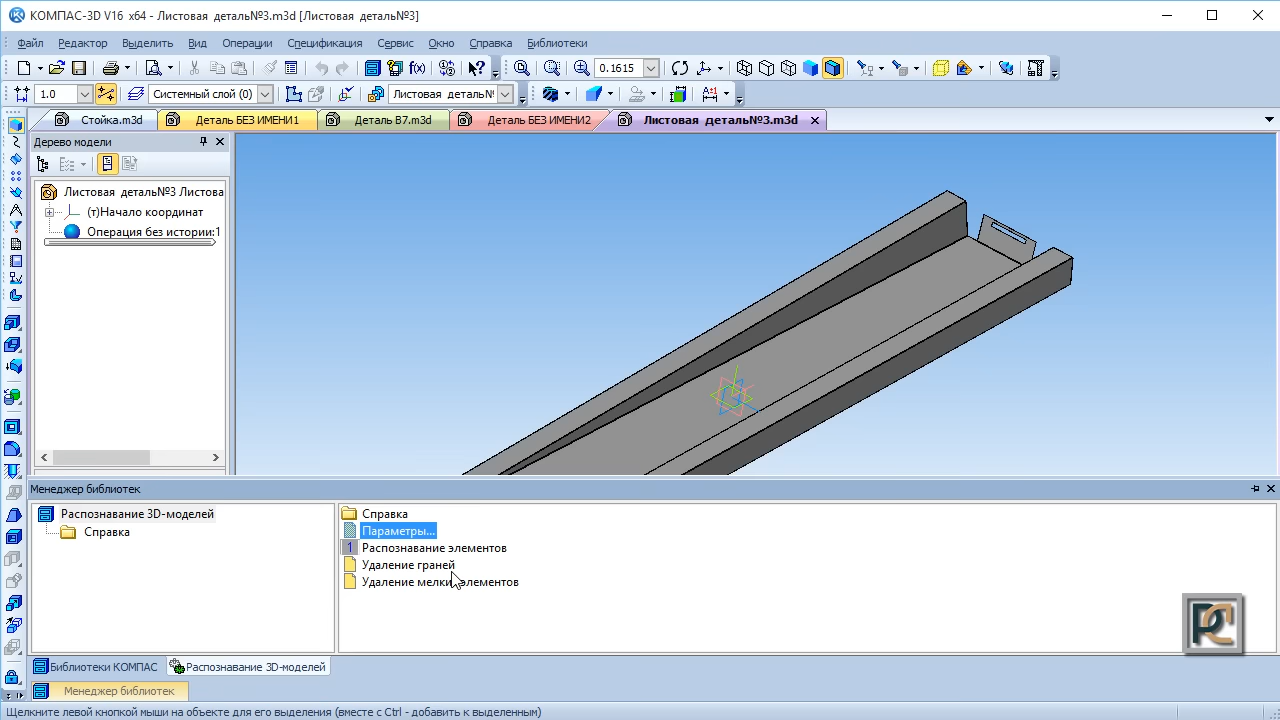 КОМПАС-3D V16 x64 - Листовая деталь№3.m3d [Листовая деталь№3]
Файл Редактор Выделить Вид Операции Спецификация Сервис Окно Справка Библиотеки
f(x) 0.1615
1.0 Системный слой (0) Листовая деталь№
Стойка.m3d Деталь БЕЗ ИМЕНИ1 Деталь В7.m3d Деталь БЕЗ ИМЕНИ2 Листовая деталь№3.m3d
Дерево модели
Листовая деталь№3 Листова
(т)Начало координат
Операция без истории:1
Менеджер библиотек
Распознавание 3D-моделей
Справка
Справка
Параметры...
Распознавание элементов
Удаление граней
Удаление мелких элементов
Библиотеки КОМПАС Распознавание 3D-моделей
Менеджер библиотек
Щелкните левой кнопкой мыши на объекте для его выделения (вместе с Ctrl - добавить к выделенным)